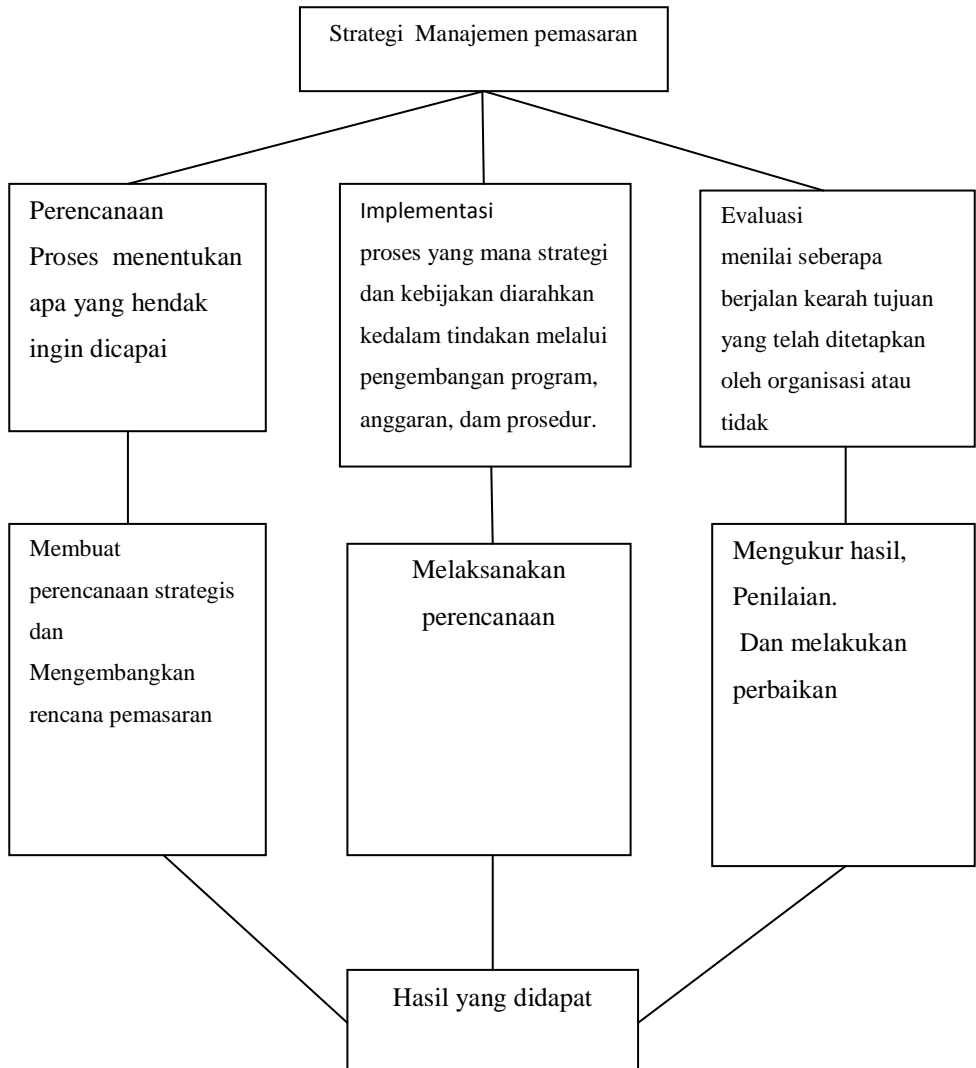 Strategi  Manajemen pemasaran
Perencanaan
Proses  menentukan
apa yang hendak
ingin dicapai
Implementasi
proses yang mana strategi
dan kebijakan diarahkan
kedalam tindakan melalui
pengembangan program,
anggaran, dam prosedur.
Evaluasi
menilai seberapa
berjalan kearah tujuan
yang telah ditetapkan
oleh organisasi atau
tidak
Membuat
perencanaan strategis
dan
Mengembangkan
rencana pemasaran
Melaksanakan
perencanaan
Mengukur hasil,
Penilaian.
Dan melakukan
perbaikan
Hasil yang didapat